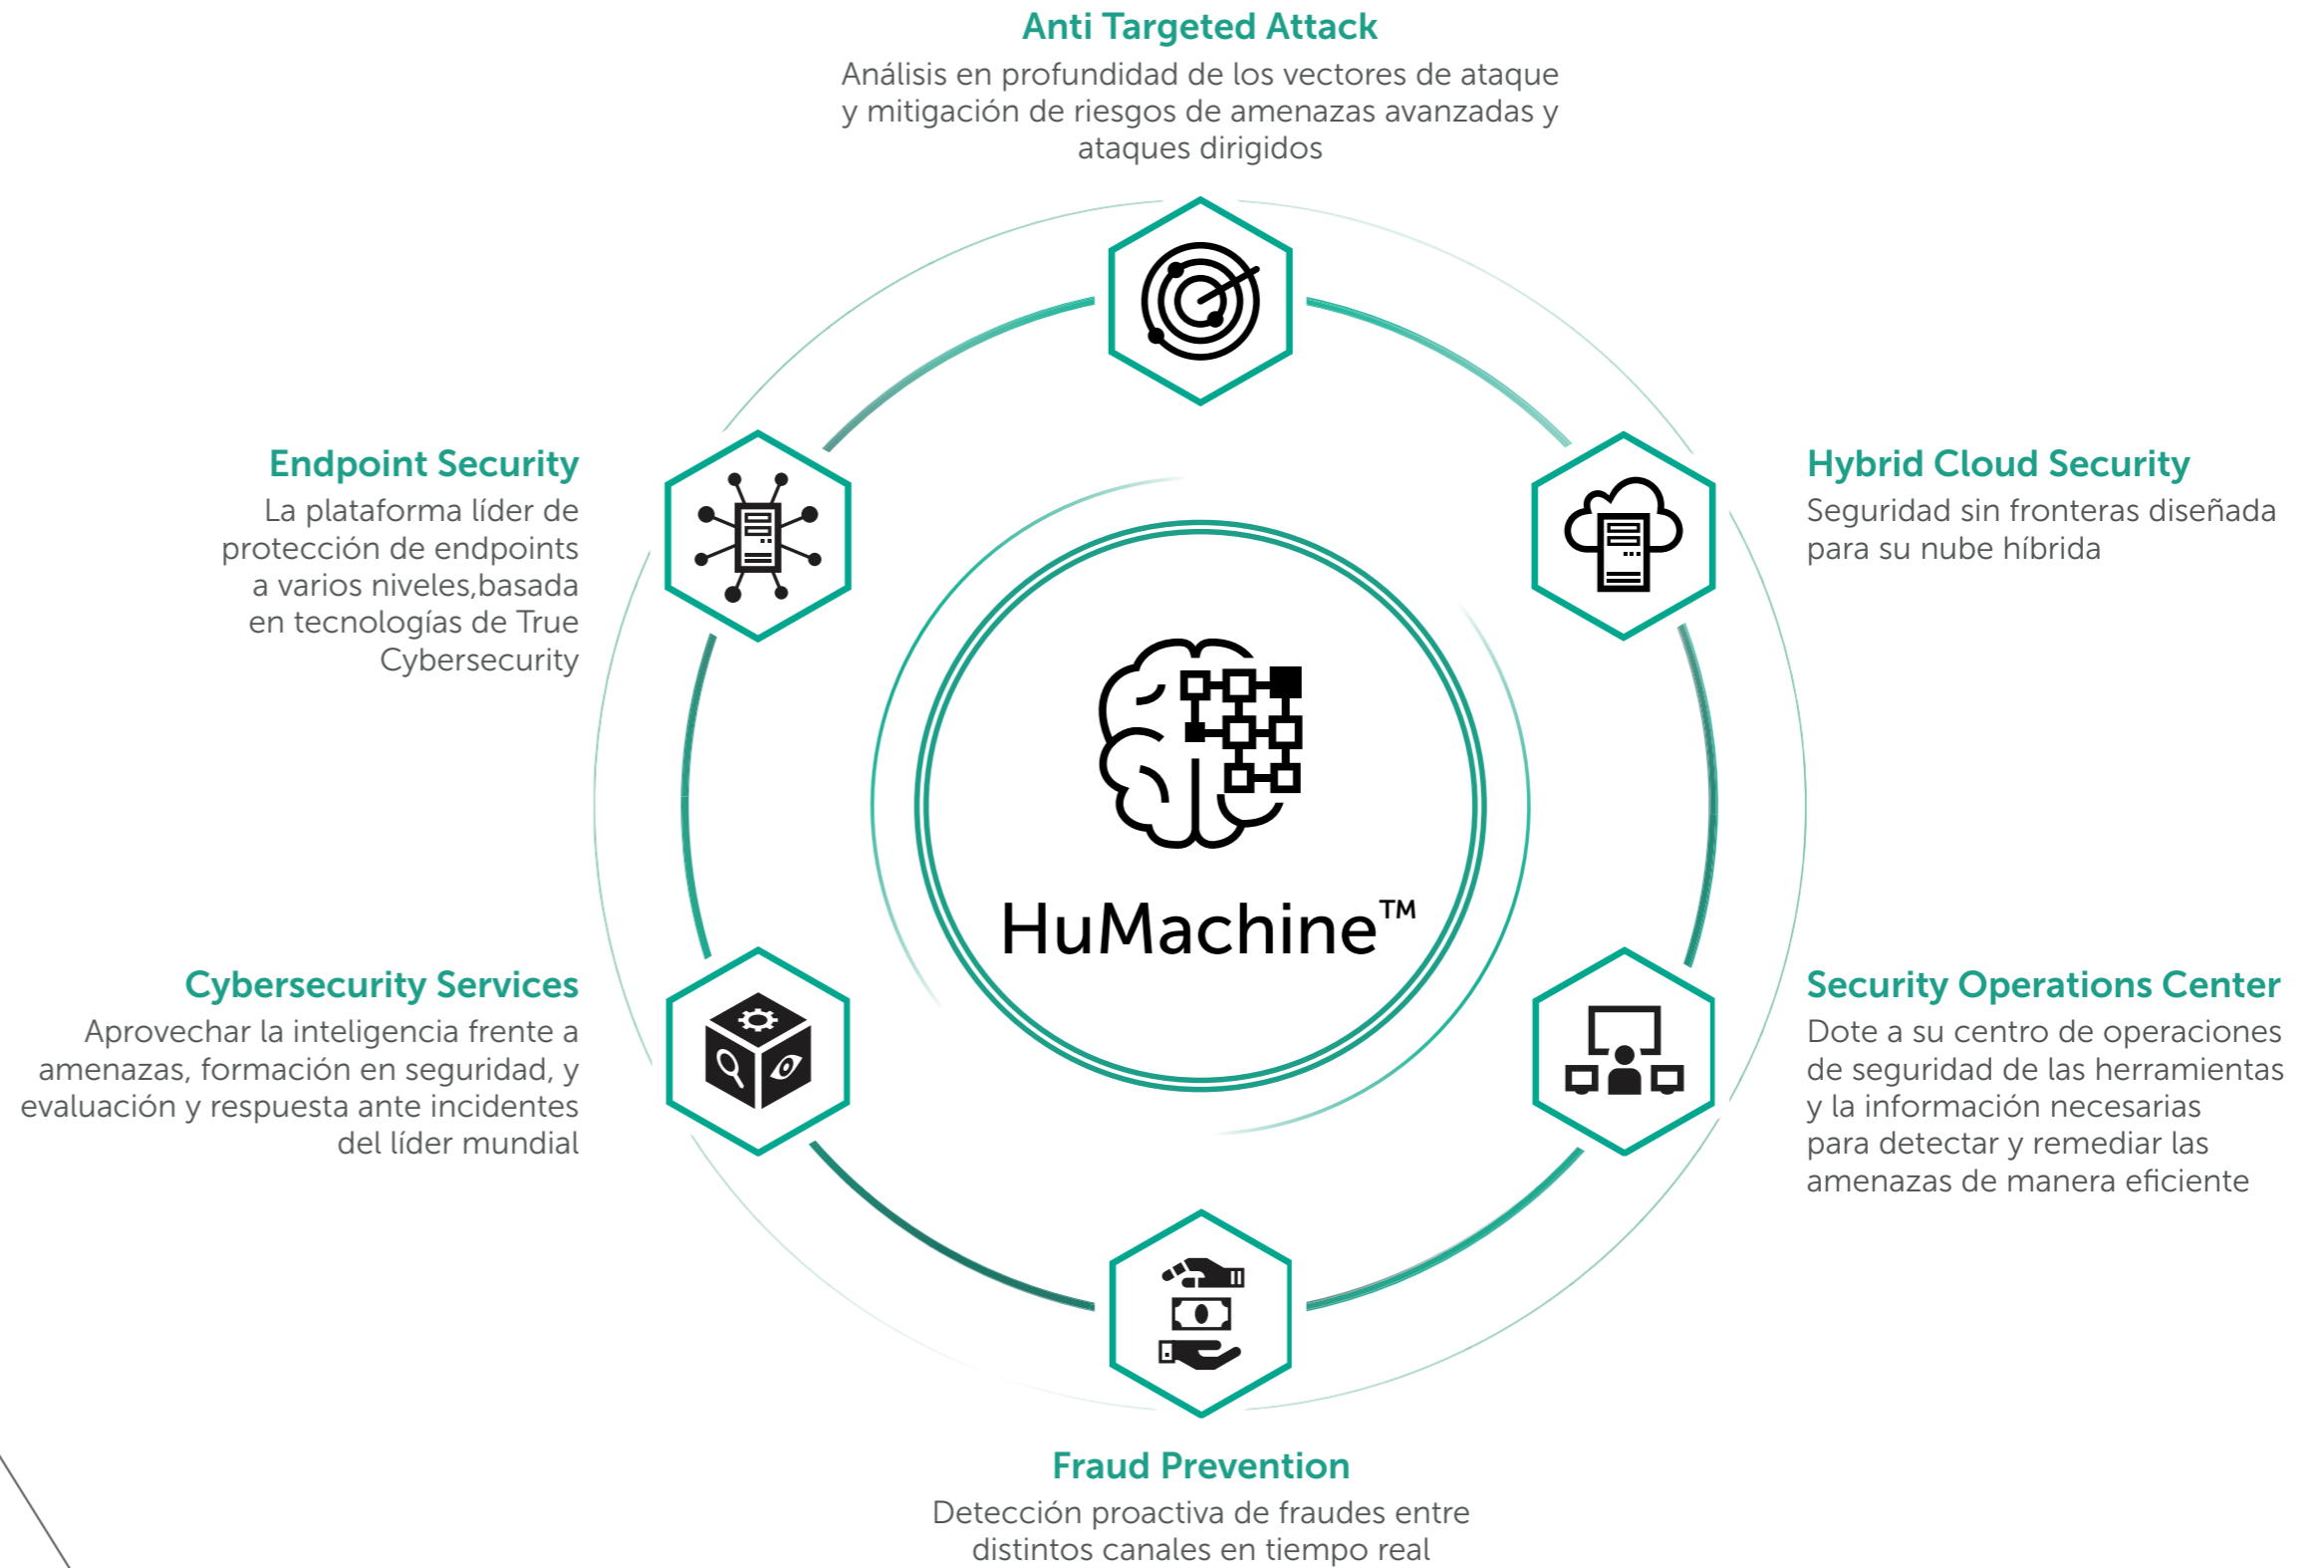 Anti Targeted Attack
Análisis en profundidad de los vectores de ataque
y mitigación de riesgos de amenazas avanzadas y
ataques dirigidos
Endpoint Security
La plataforma líder de
protección de endpoints
a varios niveles,basada
en tecnologías de True
Cybersecurity
Hybrid Cloud Security
Seguridad sin fronteras diseñada
para su nube híbrida
HuMachine™
Cybersecurity Services
Aprovechar la inteligencia frente a
amenazas, formación en seguridad, y
evaluación y respuesta ante incidentes
del líder mundial
Security Operations Center
Dote a su centro de operaciones
de seguridad de las herramientas
y la información necesarias
para detectar y remediar las
amenazas de manera eficiente
Fraud Prevention
Detección proactiva de fraudes entre
distintos canales en tiempo real